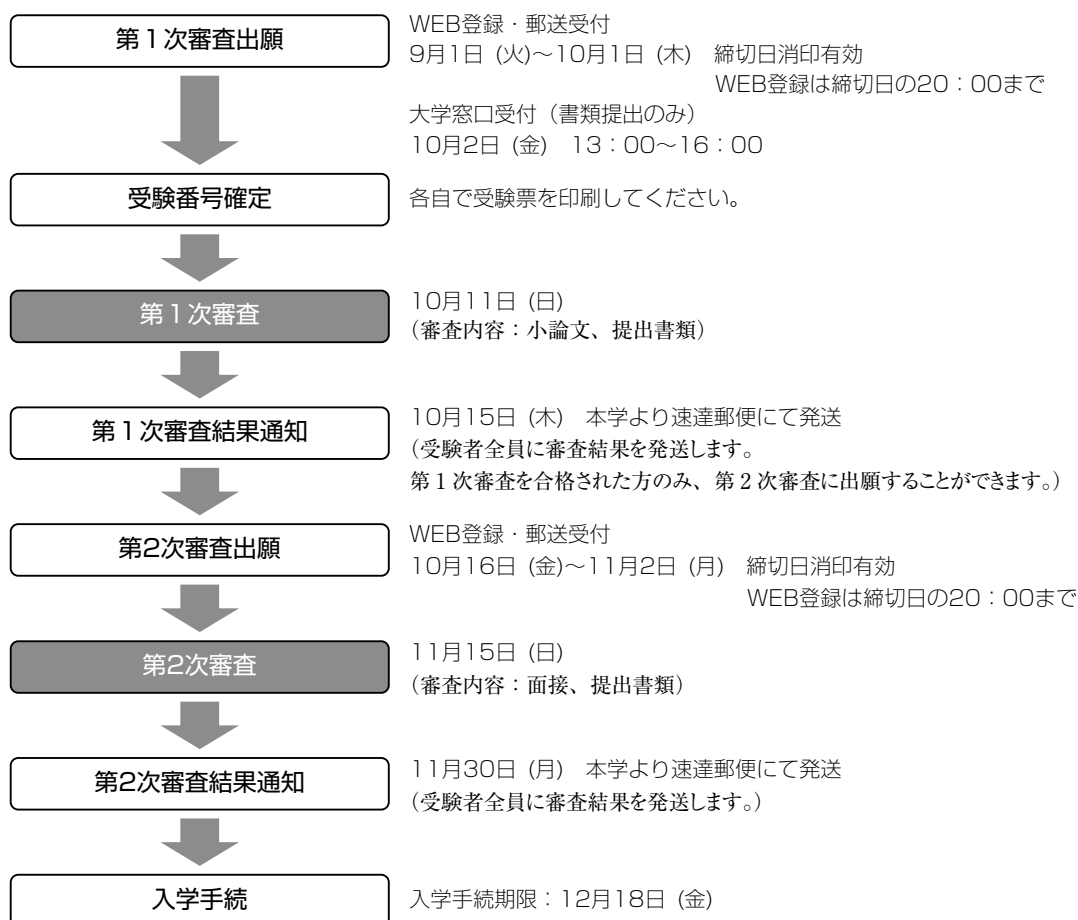 第１次審査出願
WEB登録・郵送受付
9月1日 (火)～10月1日 (木)　締切日消印有効
WEB登録は締切日の20：00まで
大学窓口受付（書類提出のみ）
10月2日 (金)　13：00～16：00
受験番号確定
各自で受験票を印刷してください。
第１次審査
10月11日 (日)
（審査内容：小論文、提出書類）
第１次審査結果通知
10月15日 (木)　本学より速達郵便にて発送
（受験者全員に審査結果を発送します。
第１次審査を合格された方のみ、第２次審査に出願することができます。）
第2次審査出願
WEB登録・郵送受付
10月16日 (金)～11月2日 (月)　締切日消印有効
WEB登録は締切日の20：00まで
第2次審査
11月15日 (日)
（審査内容：面接、提出書類）
第2次審査結果通知
11月30日 (月)　本学より速達郵便にて発送
（受験者全員に審査結果を発送します。）
入学手続
入学手続期限：12月18日 (金)